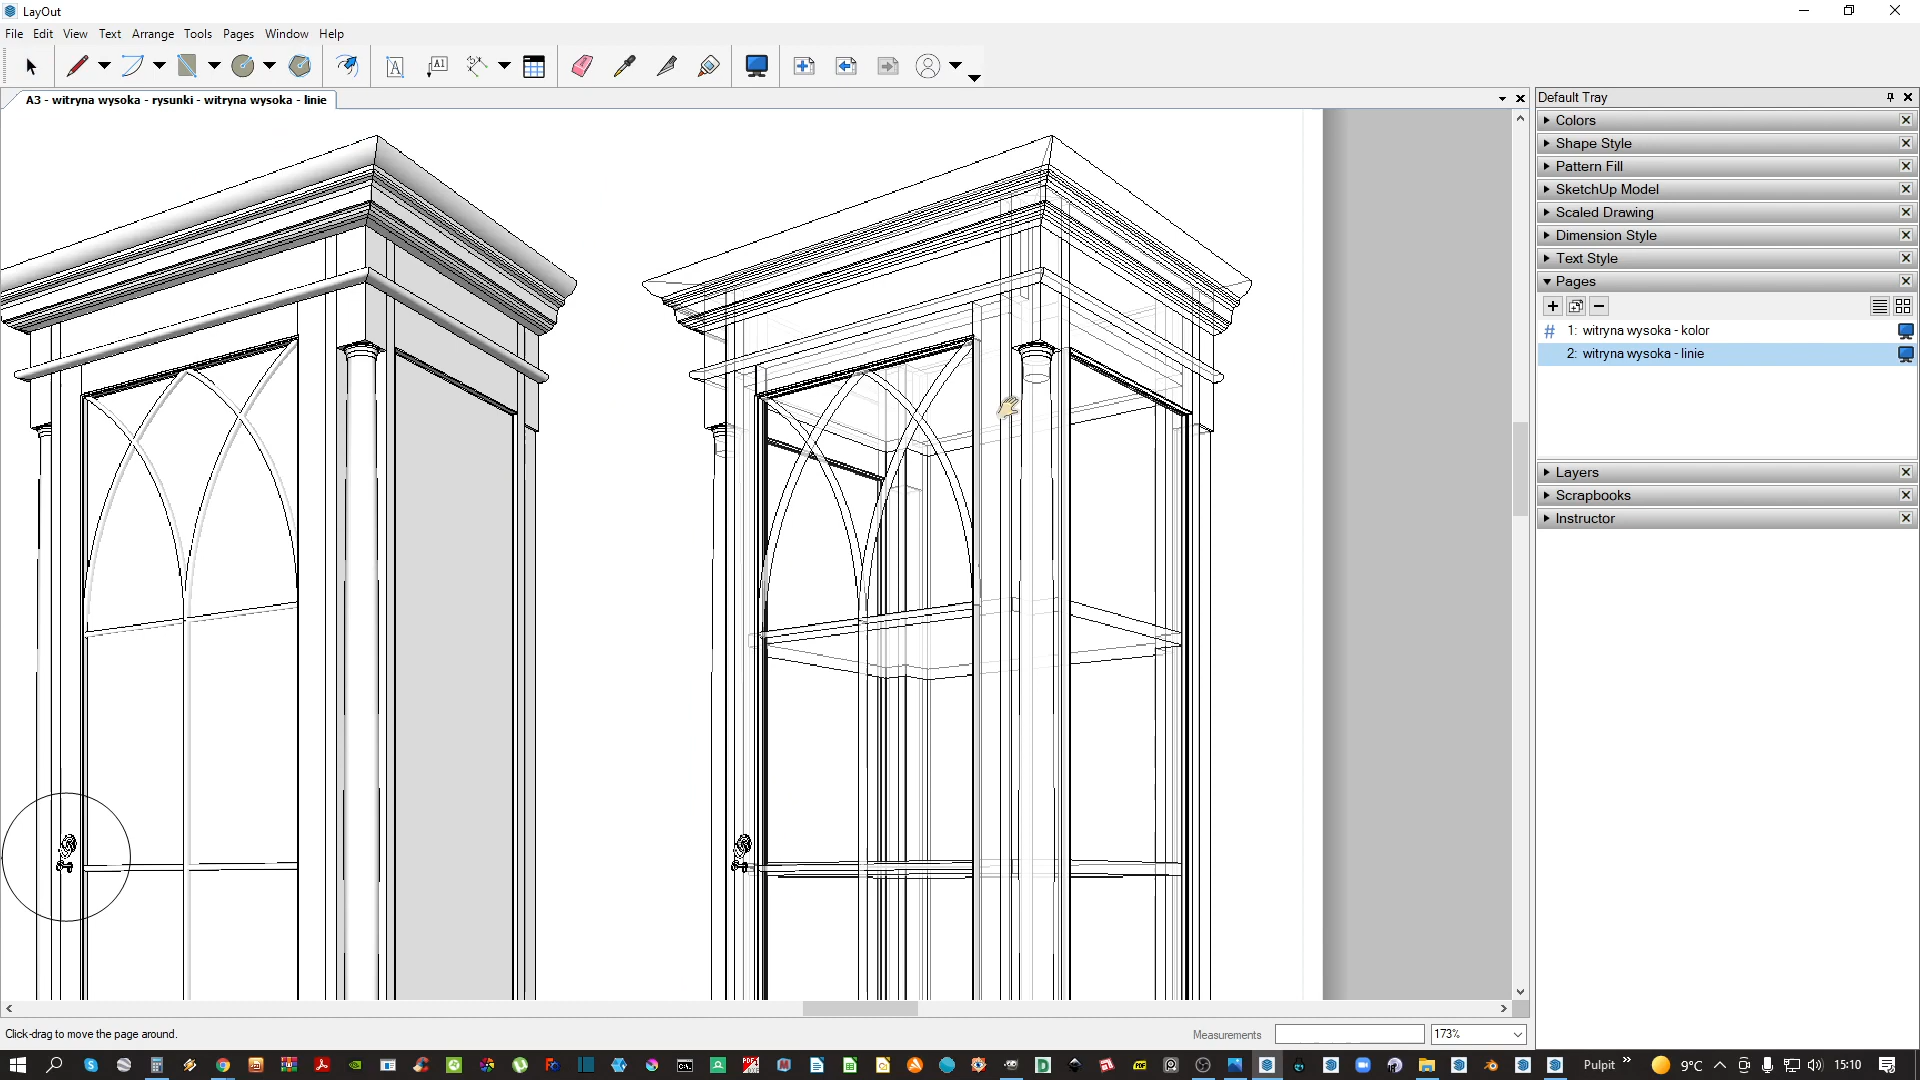 LayOut
File Edit View Text Arrange Tools Pages Window Help
A3 - witryna wysoka - rysunki - witryna wysoka - linie
Default Tray
Colors
Shape Style
Pattern Fill
SketchUp Model
Scaled Drawing
Dimension Style
Text Style
Pages
1: witryna wysoka - kolor
2: witryna wysoka - linie
Layers
Scrapbooks
Instructor
Click-drag to move the page around.
Measurements
173%
Pulpit
9°C
15:10